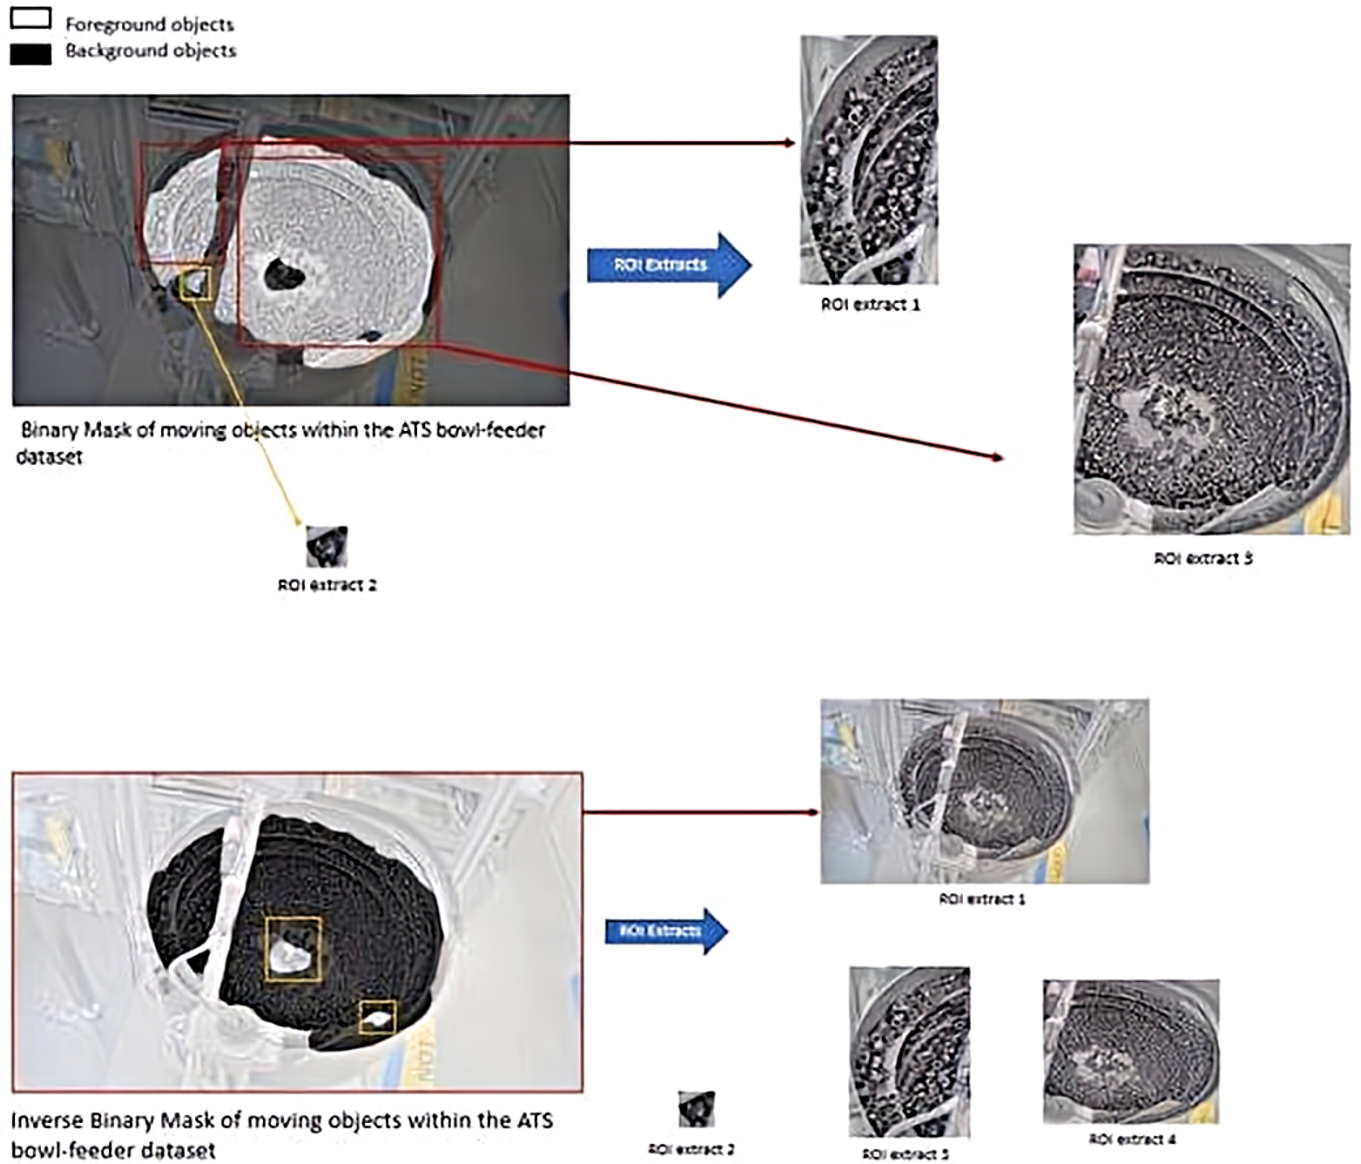 Foreground objects
Background objects
ROI Extracts
ROI extract 1
Binary Mask of moving objects within the ATS bowl-feeder
dataset
ROI extract 3
ROI extract 2
ROI extract 1
ROI Extracts
Inverse Binary Mask of moving objects within the ATS
bowl-feeder dataset
ROI extract 2
ROI extract 3
ROI extract 4